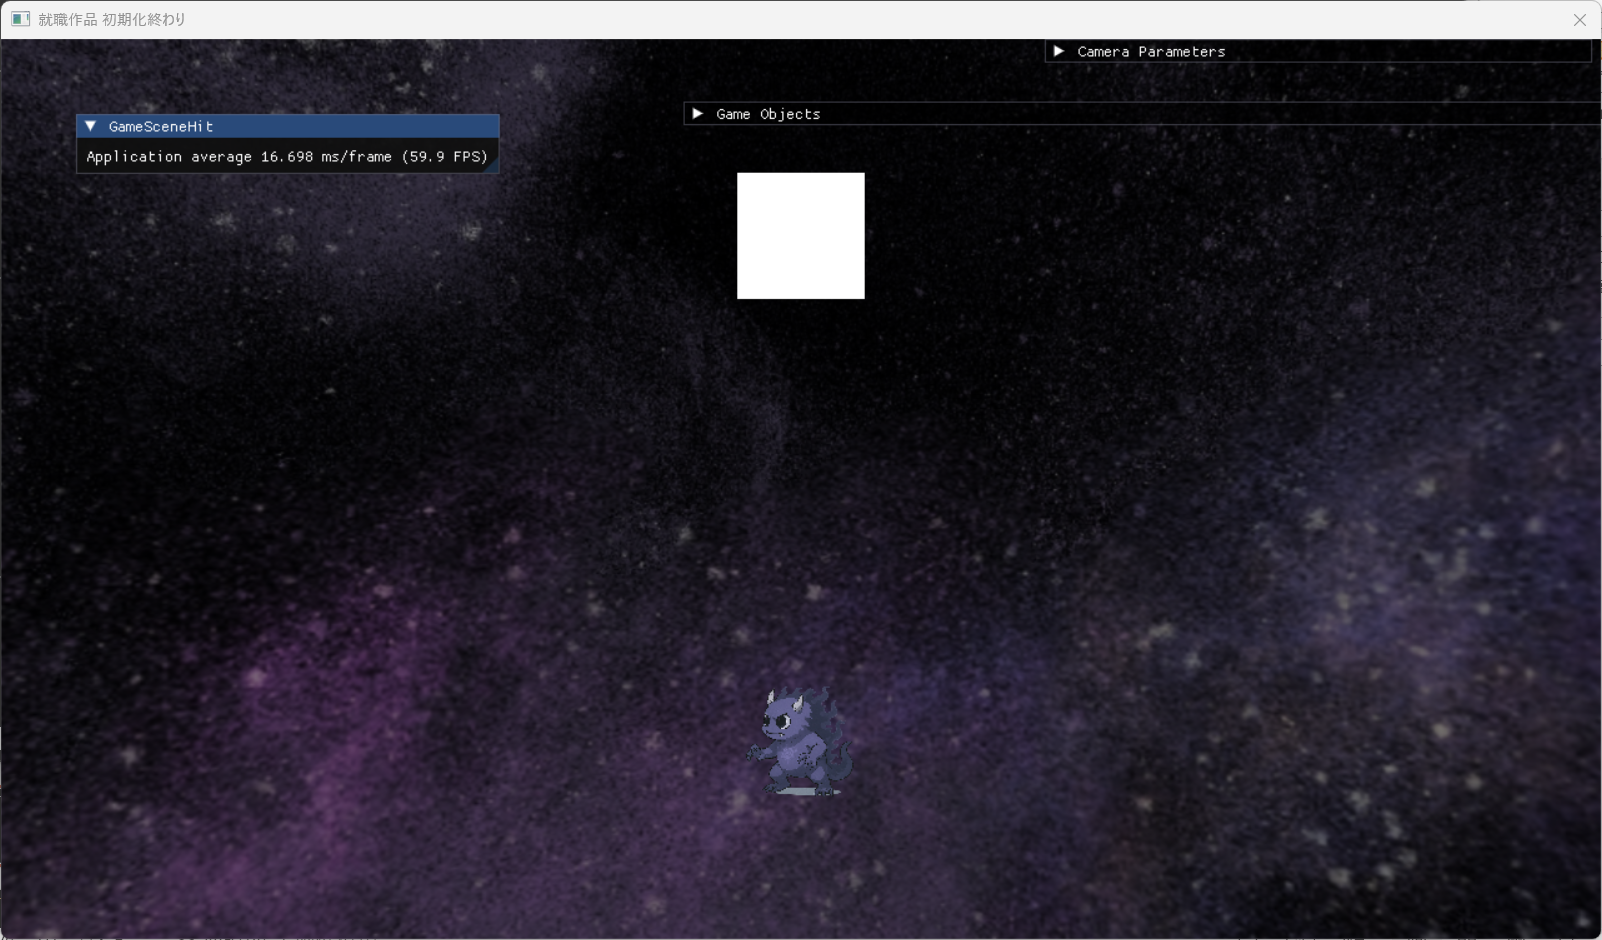 就職作品 初期化終わり
Camera Parameters
Game Objects
GameSceneHit
Application average 16.698 ms/frame (59.9 FPS)